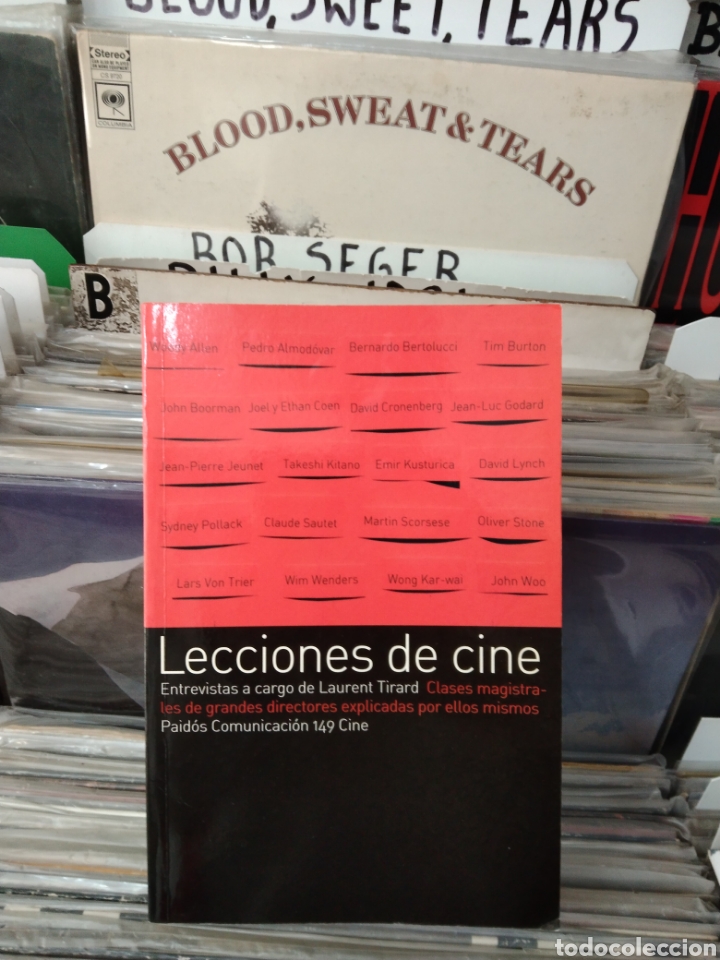 BLOOD, SWEET, TEARS
Stereo
COLUMBIA
BLOOD, SWEAT & TEARS
BOB SEGER
B
Woody Allen Pedro Almodóvar Bernardo Bertolucci Tim Burton
John Boorman Joel y Ethan Coen David Cronenberg Jean-Luc Godard
Jean-Pierre Jeunet Takeshi Kitano Emir Kusturica David Lynch
Sydney Pollack Claude Sautet Martin Scorsese Oliver Stone
Lars Von Trier Wim Wenders Wong Kar-wai John Woo
Lecciones de cine
Entrevistas a cargo de Laurent Tirard Clases magistra-
les de grandes directores explicadas por ellos mismos
Paidós Comunicación 149 Cine
todocoleccion